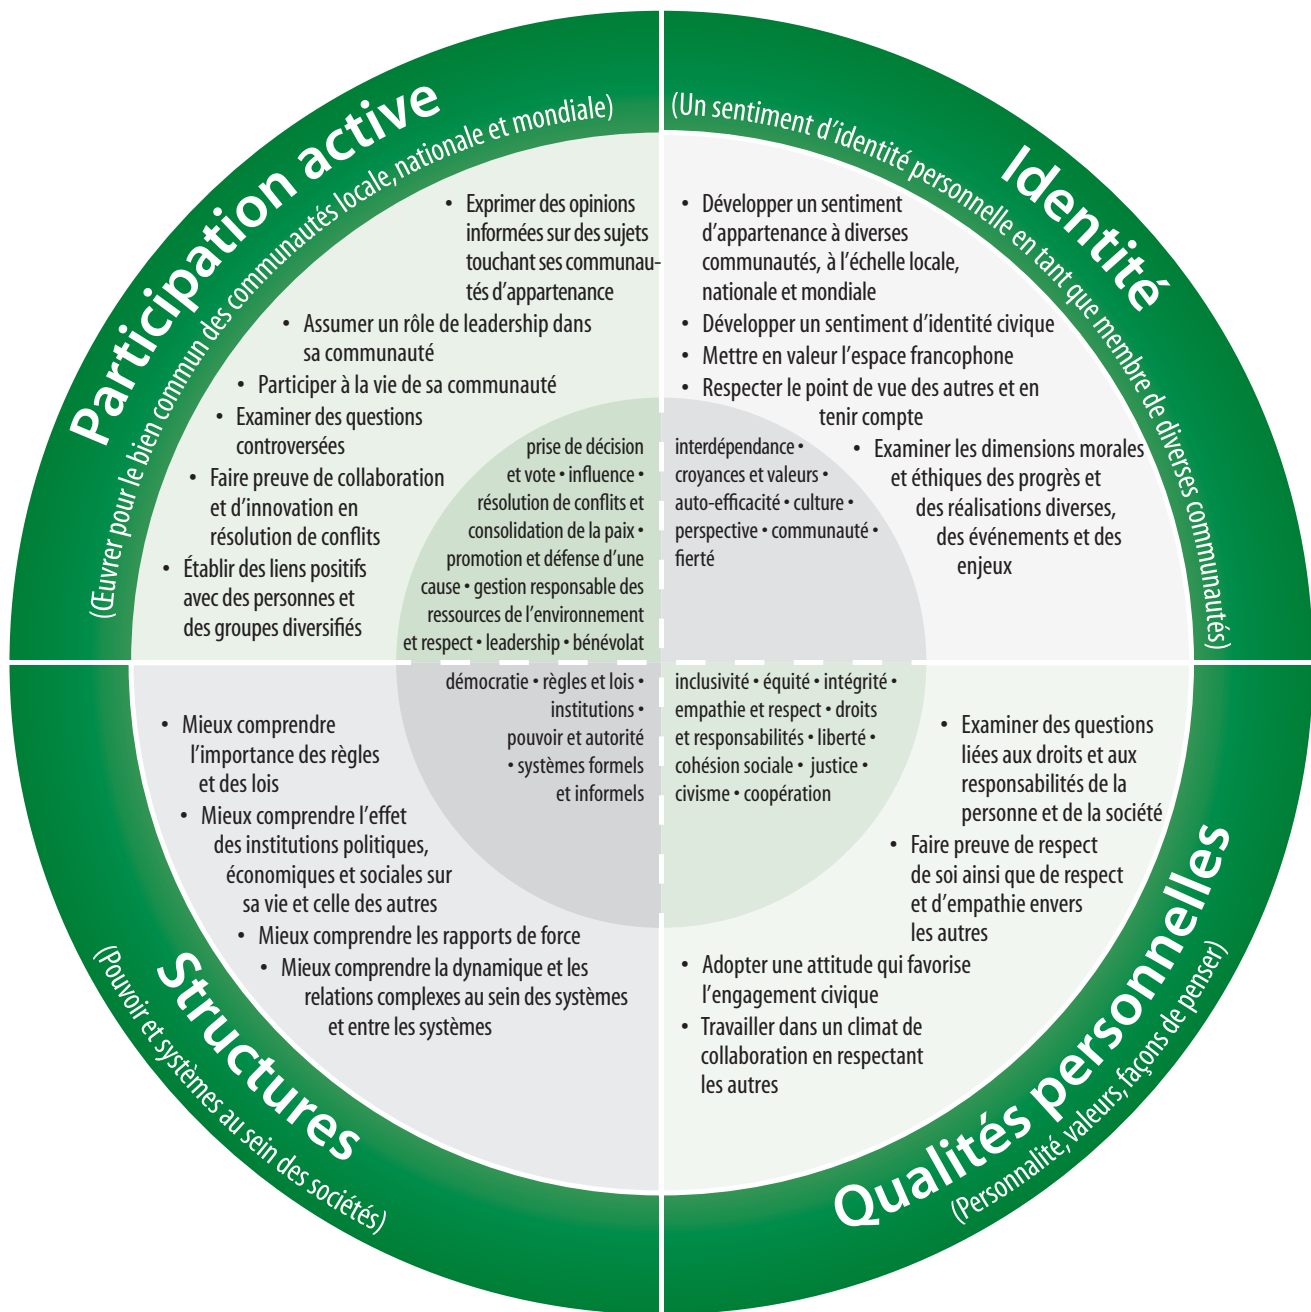 Participation active
(Œuvrer pour le bien commun des communautés locale, nationale et mondiale)
• Exprimer des opinions
informées sur des sujets
touchant ses communau-
tés d’appartenance
• Assumer un rôle de leadership dans
sa communauté
• Participer à la vie de sa communauté
• Examiner des questions
controversées
• Faire preuve de collaboration
et d’innovation en
résolution de conflits
• Établir des liens positifs
avec des personnes et
des groupes diversifiés
prise de décision
et vote • influence •
résolution de conflits et
consolidation de la paix •
promotion et défense d’une
cause • gestion responsable des
ressources de l’environnement
et respect • leadership • bénévolat
Identité
(Un sentiment d’identité personnelle en tant que membre de diverses communautés)
• Développer un sentiment
d’appartenance à diverses
communautés, à l’échelle locale,
nationale et mondiale
• Développer un sentiment d’identité civique
• Mettre en valeur l’espace francophone
• Respecter le point de vue des autres et en
tenir compte
• Examiner les dimensions morales
et éthiques des progrès et
des réalisations diverses,
des événements et des
enjeux
interdépendance •
croyances et valeurs •
auto-efficacité • culture •
perspective • communauté •
fierté
Structures
(Pouvoir et systèmes au sein des sociétés)
démocratie • règles et lois •
institutions •
pouvoir et autorité
• systèmes formels
et informels
• Mieux comprendre
l’importance des règles
et des lois
• Mieux comprendre l’effet
des institutions politiques,
économiques et sociales sur
sa vie et celle des autres
• Mieux comprendre les rapports de force
• Mieux comprendre la dynamique et les
relations complexes au sein des systèmes
et entre les systèmes
Qualités personnelles
(Personnalité, valeurs, façons de penser)
inclusivité • équité • intégrité •
empathie et respect • droits
et responsabilités • liberté •
cohésion sociale • justice •
civisme • coopération
• Examiner des questions
liées aux droits et aux
responsabilités de la
personne et de la société
• Faire preuve de respect
de soi ainsi que de respect
et d’empathie envers
les autres
• Adopter une attitude qui favorise
l’engagement civique
• Travailler dans un climat de
collaboration en respectant
les autres